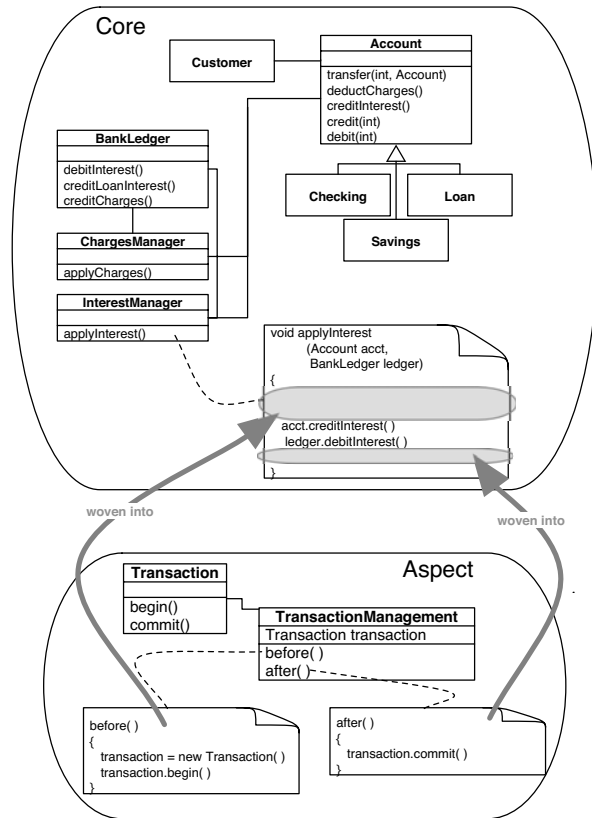 Core
Customer
Account
transfer(int, Account)
deductCharges()
creditInterest()
credit(int)
debit(int)
BankLedger
debitInterest()
creditLoanInterest()
creditCharges()
Checking
Loan
Savings
ChargesManager
applyCharges()
InterestManager
applyInterest()
void applyInterest
(Account acct,
BankLedger ledger)
{
acct.creditInterest( )
ledger.debitInterest( )
}
woven into
woven into
Aspect
Transaction
begin()
commit()
TransactionManagement
Transaction transaction
before( )
after( )
before( )
{
transaction = new Transaction( )
transaction.begin( )
}
after( )
{
transaction.commit( )
}